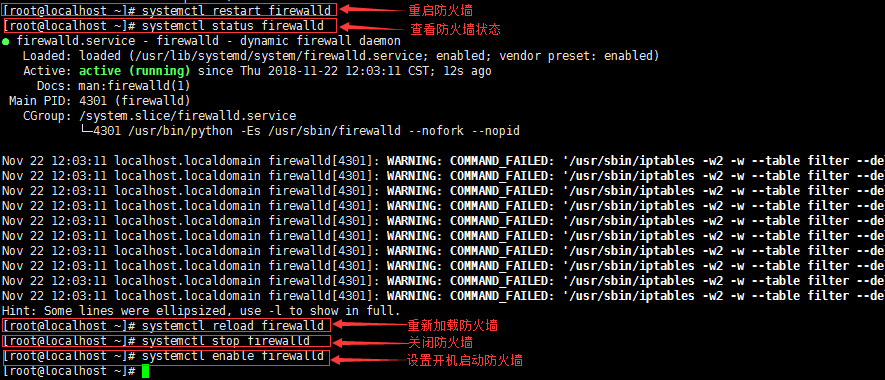 [root@localhost ~]# systemctl restart firewalld 重启防火墙
[root@localhost ~]# systemctl status firewalld 查看防火墙状态
● firewalld.service - firewalld - dynamic firewall daemon
Loaded: loaded (/usr/lib/systemd/system/firewalld.service; enabled; vendor preset: enabled)
Active: active (running) since Thu 2018-11-22 12:03:11 CST; 12s ago
Docs: man:firewalld(1)
Main PID: 4301 (firewalld)
CGroup: /system.slice/firewalld.service
└─4301 /usr/bin/python -Es /usr/sbin/firewalld --nofork --nopid
Nov 22 12:03:11 localhost.localdomain firewalld[4301]: WARNING: COMMAND_FAILED: '/usr/sbin/iptables -w2 -w --table filter --de
Nov 22 12:03:11 localhost.localdomain firewalld[4301]: WARNING: COMMAND_FAILED: '/usr/sbin/iptables -w2 -w --table filter --de
Nov 22 12:03:11 localhost.localdomain firewalld[4301]: WARNING: COMMAND_FAILED: '/usr/sbin/iptables -w2 -w --table filter --de
Nov 22 12:03:11 localhost.localdomain firewalld[4301]: WARNING: COMMAND_FAILED: '/usr/sbin/iptables -w2 -w --table filter --de
Nov 22 12:03:11 localhost.localdomain firewalld[4301]: WARNING: COMMAND_FAILED: '/usr/sbin/iptables -w2 -w --table filter --de
Nov 22 12:03:11 localhost.localdomain firewalld[4301]: WARNING: COMMAND_FAILED: '/usr/sbin/iptables -w2 -w --table filter --de
Nov 22 12:03:11 localhost.localdomain firewalld[4301]: WARNING: COMMAND_FAILED: '/usr/sbin/iptables -w2 -w --table filter --de
Nov 22 12:03:11 localhost.localdomain firewalld[4301]: WARNING: COMMAND_FAILED: '/usr/sbin/iptables -w2 -w --table filter --de
Nov 22 12:03:11 localhost.localdomain firewalld[4301]: WARNING: COMMAND_FAILED: '/usr/sbin/iptables -w2 -w --table filter --de
Nov 22 12:03:11 localhost.localdomain firewalld[4301]: WARNING: COMMAND_FAILED: '/usr/sbin/iptables -w2 -w --table filter --de
Hint: Some lines were ellipsized, use -l to show in full.
[root@localhost ~]# systemctl reload firewalld 重新加载防火墙
[root@localhost ~]# systemctl stop firewalld 关闭防火墙
[root@localhost ~]# systemctl enable firewalld 设置开机启动防火墙
[root@localhost ~]#